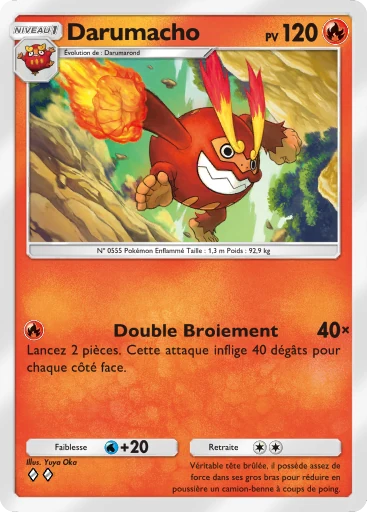 NIVEAU 1
Darumacho
PV 120
Évolution de : Darumarond
N° 0555 Pokémon Enflammé Taille : 1,3 m Poids : 92,9 kg
Double Broiement 40×
Lancez 2 pièces. Cette attaque inflige 40 dégâts pour
chaque côté face.
Faiblesse +20
Retraite
Illus. Yuya Oka
Véritable tête brûlée, il possède assez de
force dans ses gros bras pour réduire en
poussière un camion-benne à coups de poing.